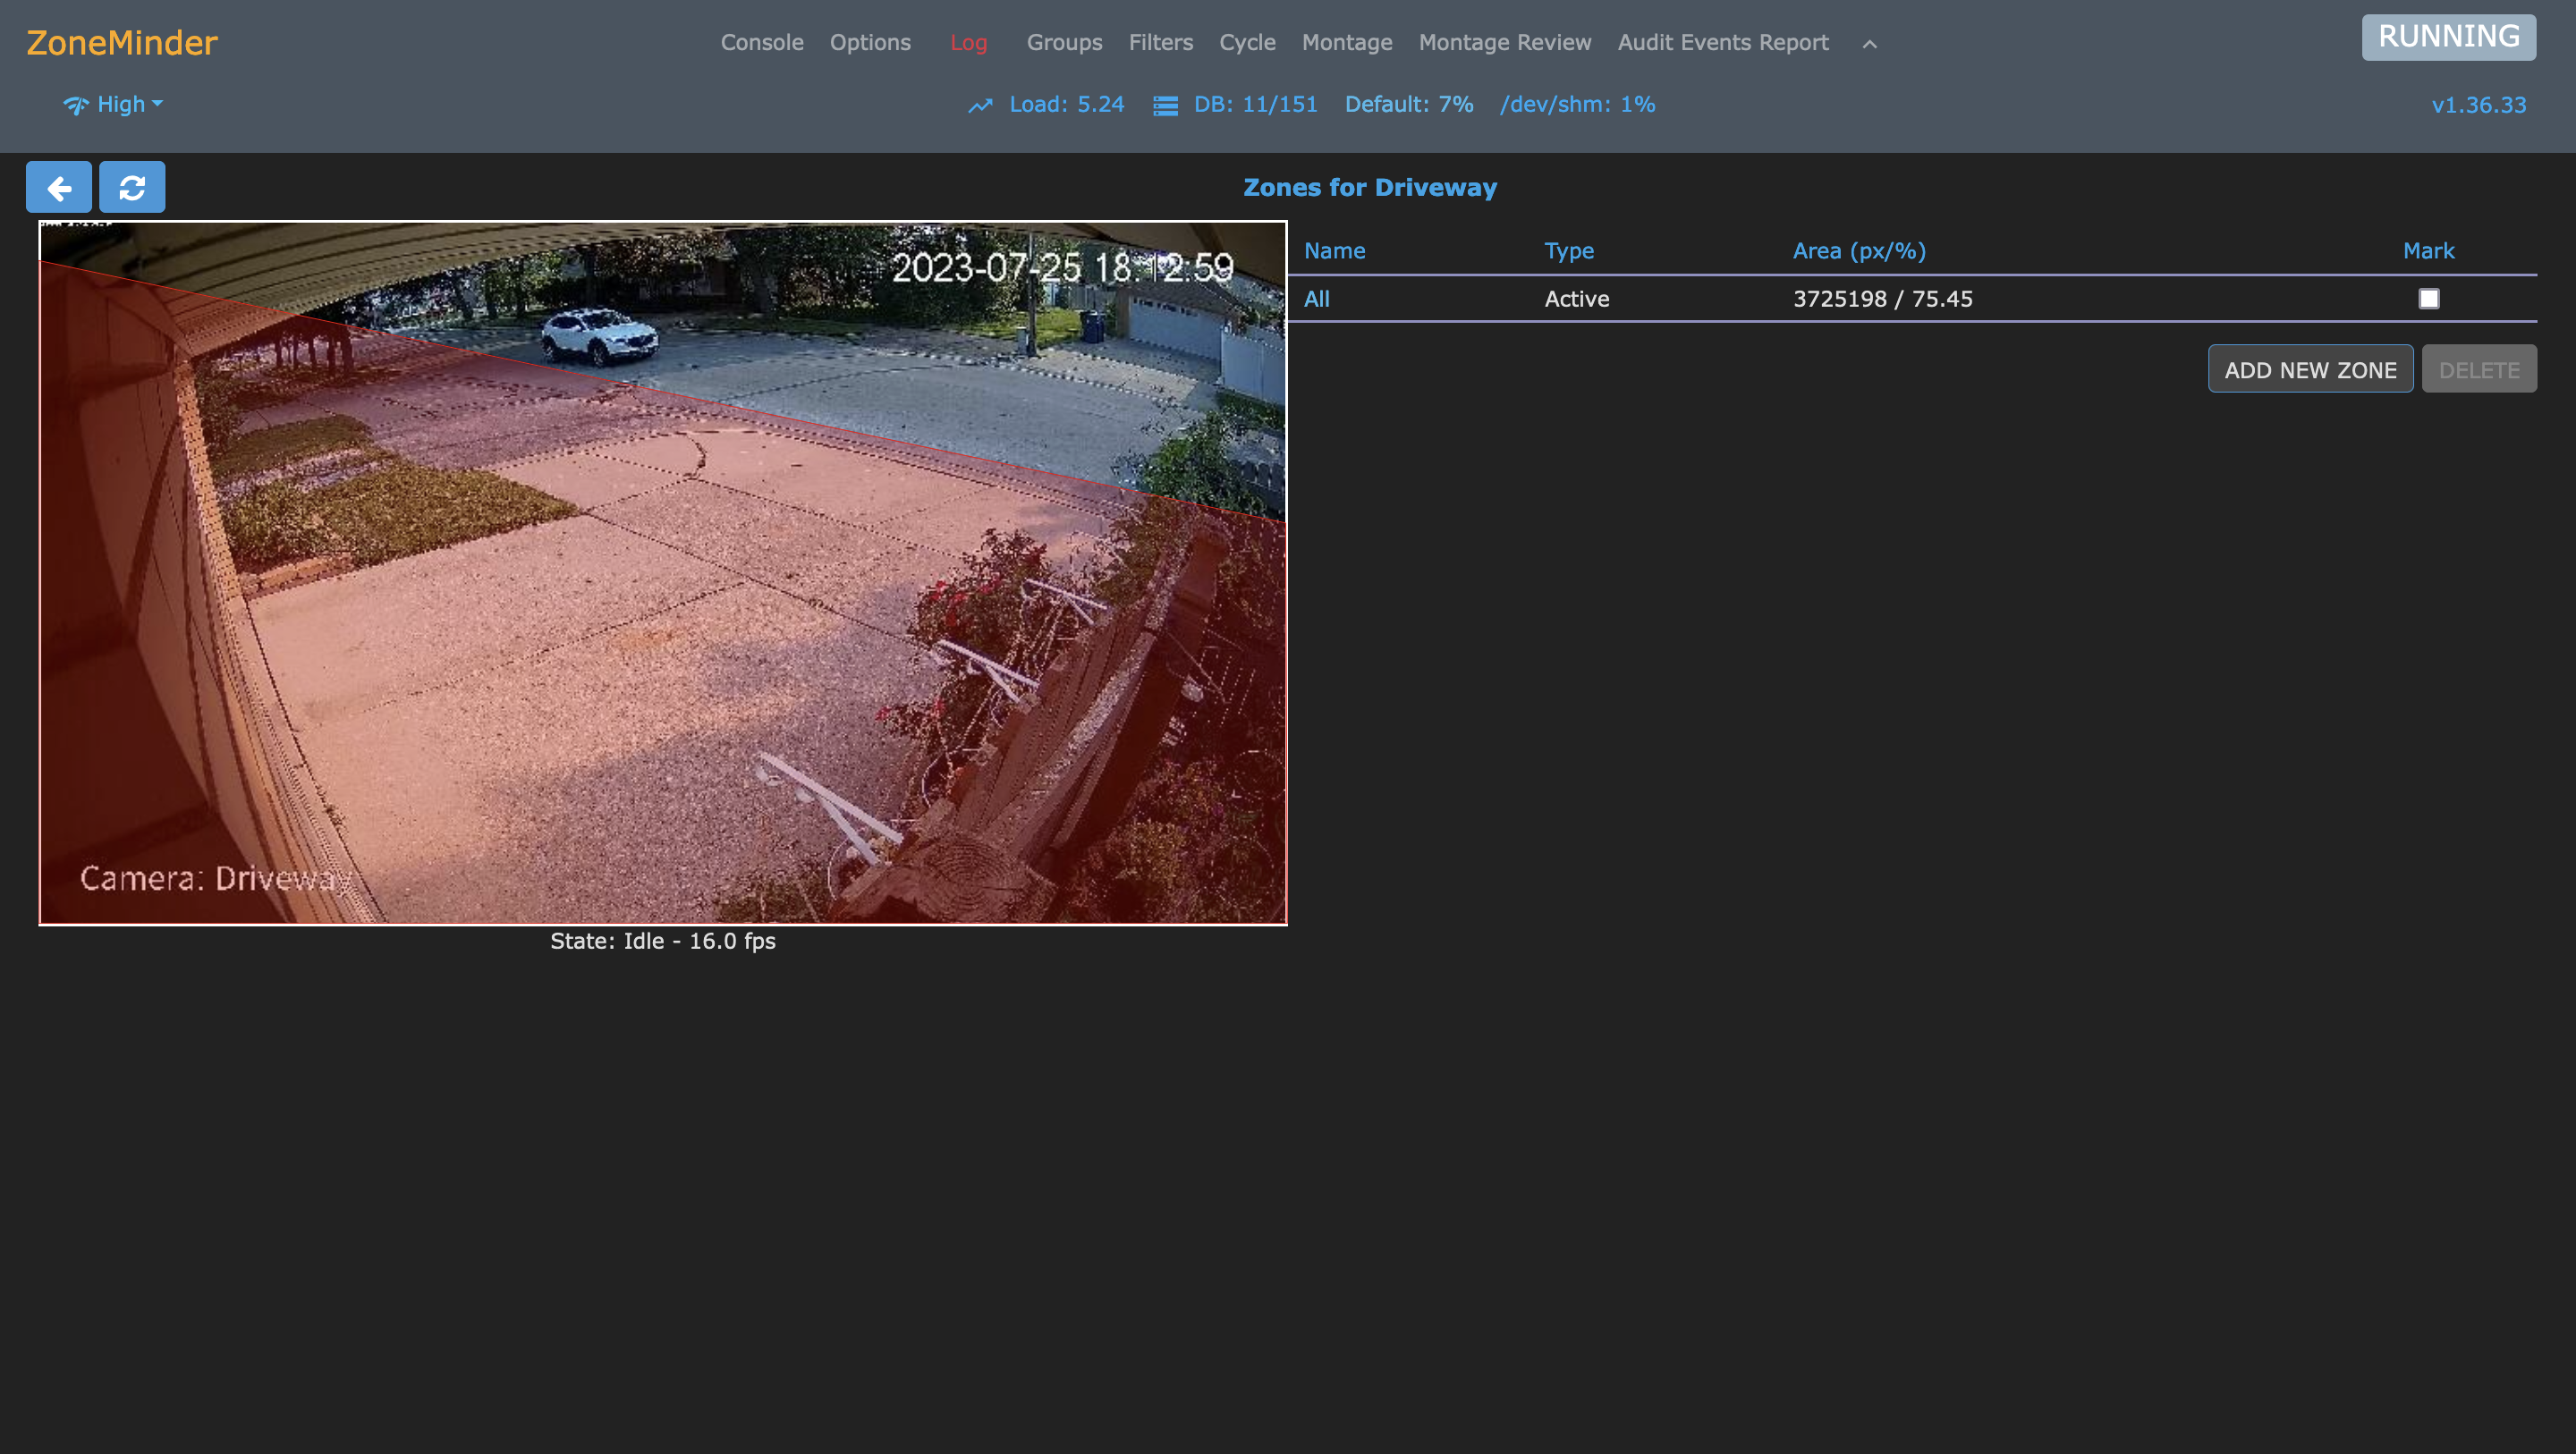 ZoneMinder
Console Options Log Groups Filters Cycle Montage Montage Review Audit Events Report
RUNNING
High
Load: 5.24 DB: 11/151 Default: 7% /dev/shm: 1%
v1.36.33
Zones for Driveway
2023-07-25 18:12:59
Camera: Driveway
State: Idle - 16.0 fps
Name Type Area (px/%) Mark
All Active 3725198 / 75.45
ADD NEW ZONE DELETE